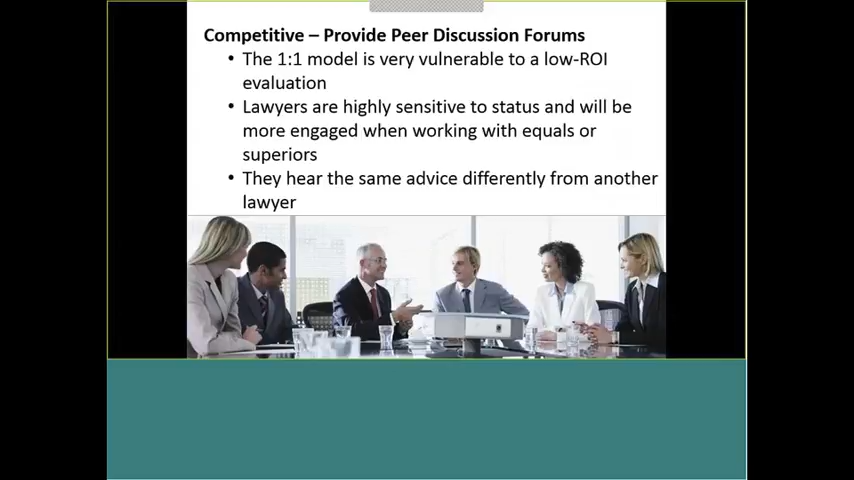 Competitive – Provide Peer Discussion Forums
• The 1:1 model is very vulnerable to a low-ROI
evaluation
• Lawyers are highly sensitive to status and will be
more engaged when working with equals or
superiors
• They hear the same advice differently from another
lawyer